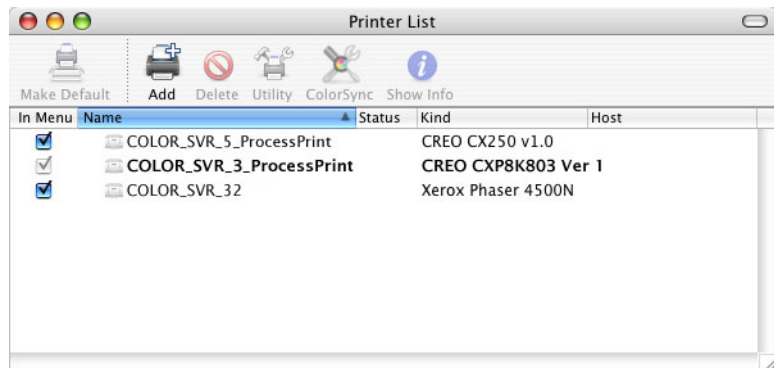 Printer List
Make Default Add Delete Utility ColorSync Show Info
In Menu Name Status Kind Host
COLOR_SVR_5_ProcessPrint CREO CX250 v1.0
COLOR_SVR_3_ProcessPrint CREO CXP8K803 Ver 1
COLOR_SVR_32 Xerox Phaser 4500N